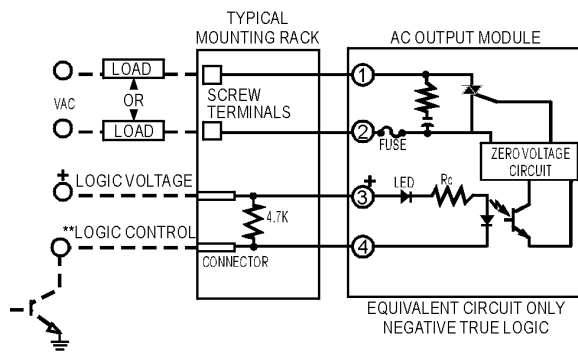 TYPICAL
MOUNTING RACK
AC OUTPUT MODULE
LOAD
OR
LOAD
VAC
SCREW
TERMINALS
1
2
FUSE
ZERO VOLTAGE
CIRCUIT
+
LOGIC VOLTAGE
3
+
LED
Rc
4.7K
**LOGIC CONTROL
CONNECTOR
4
EQUIVALENT CIRCUIT ONLY
NEGATIVE TRUE LOGIC